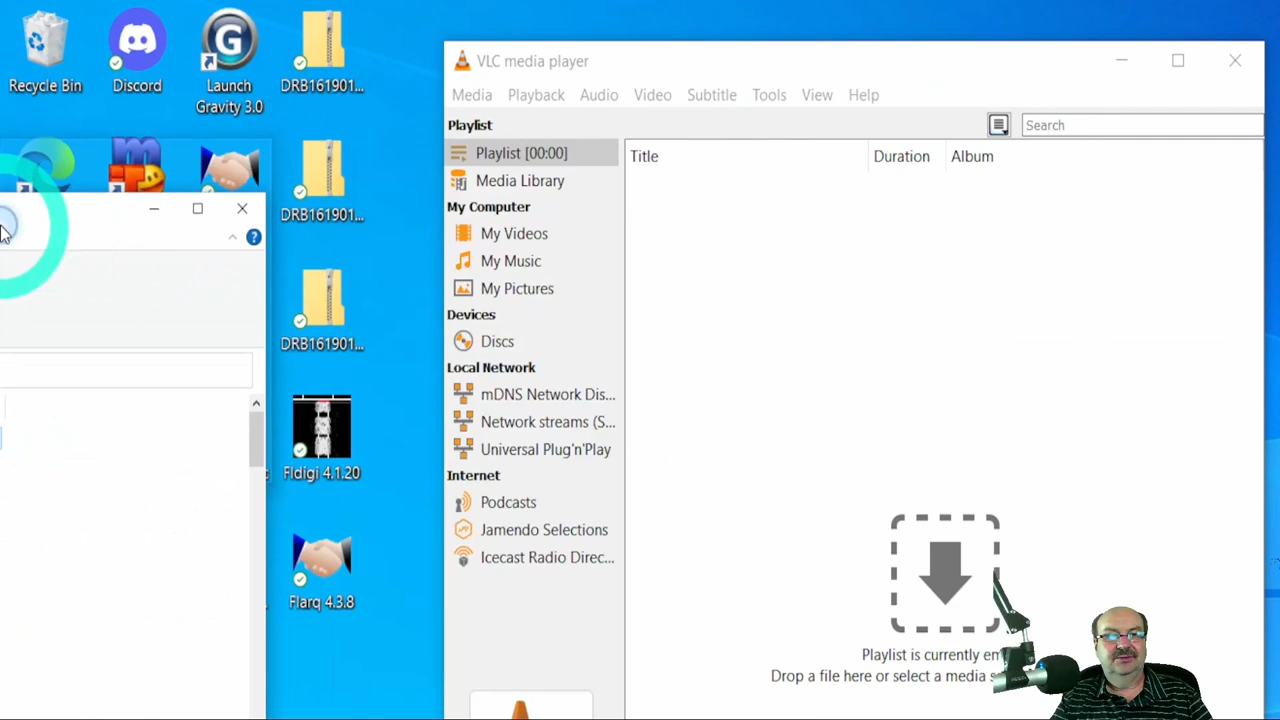 Recycle Bin
Discord
Launch
Gravity 3.0
DRB161901...
DRB161901...
DRB161901...
Fldigi 4.1.20
Flarq 4.3.8
VLC media player
Media Playback Audio Video Subtitle Tools View Help
Playlist
Search
Playlist [00:00]
Media Library
My Computer
My Videos
My Music
My Pictures
Devices
Discs
Local Network
mDNS Network Dis...
Network streams (S...
Universal Plug'n'Play
Internet
Podcasts
Jamendo Selections
Icecast Radio Direc...
Title Duration Album
Playlist is currently em
Drop a file here or select a media s